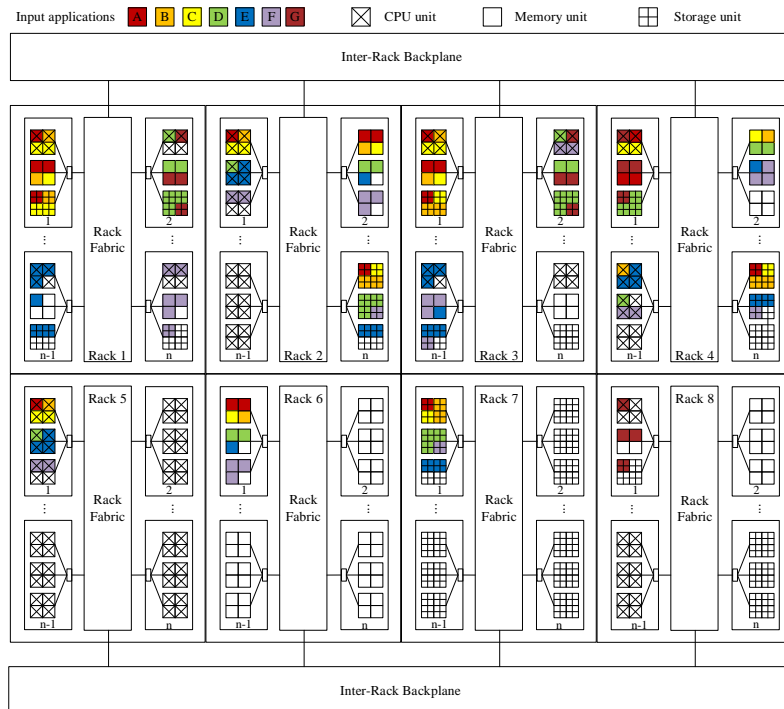 Input applications A B C D E F G CPU unit Memory unit Storage unit
Inter-Rack Backplane
1 Rack Fabric 2 1 Rack Fabric 2 1 Rack Fabric 2 1 Rack Fabric 2
... ... ... ... ... ... ... ...
n-1 Rack 1 n n-1 Rack 2 n n-1 Rack 3 n n-1 Rack 4 n
Rack 5 Rack 6 Rack 7 Rack 8
1 Rack Fabric 2 1 Rack Fabric 2 1 Rack Fabric 2 1 Rack Fabric 2
... ... ... ... ... ... ... ...
n-1 n n-1 n n-1 n n-1 n
Inter-Rack Backplane